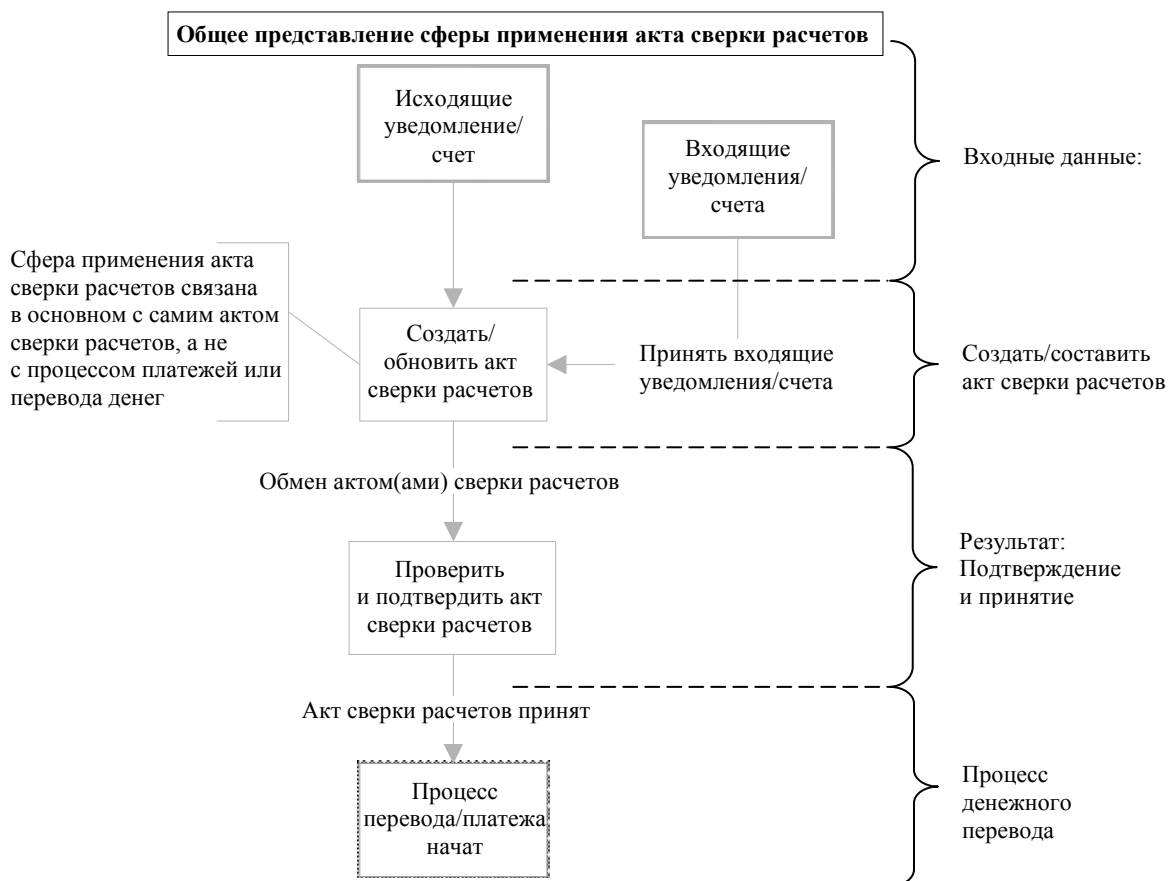 Общее представление сферы применения акта сверки расчетов
Исходящие
уведомление/
счет
Входящие
уведомления/
счета
Входные данные:
Сфера применения акта
сверки расчетов связана
в основном с самим актом
сверки расчетов, а не
с процессом платежей или
перевода денег
Создать/
обновить акт
сверки расчетов
Принять входящие
уведомления/счета
Создать/составить
акт сверки расчетов
Обмен актом(ами) сверки расчетов
Проверить
и подтвердить акт
сверки расчетов
Результат:
Подтверждение
и принятие
Акт сверки расчетов принят
Процесс
перевода/платежа
начат
Процесс
денежного
перевода